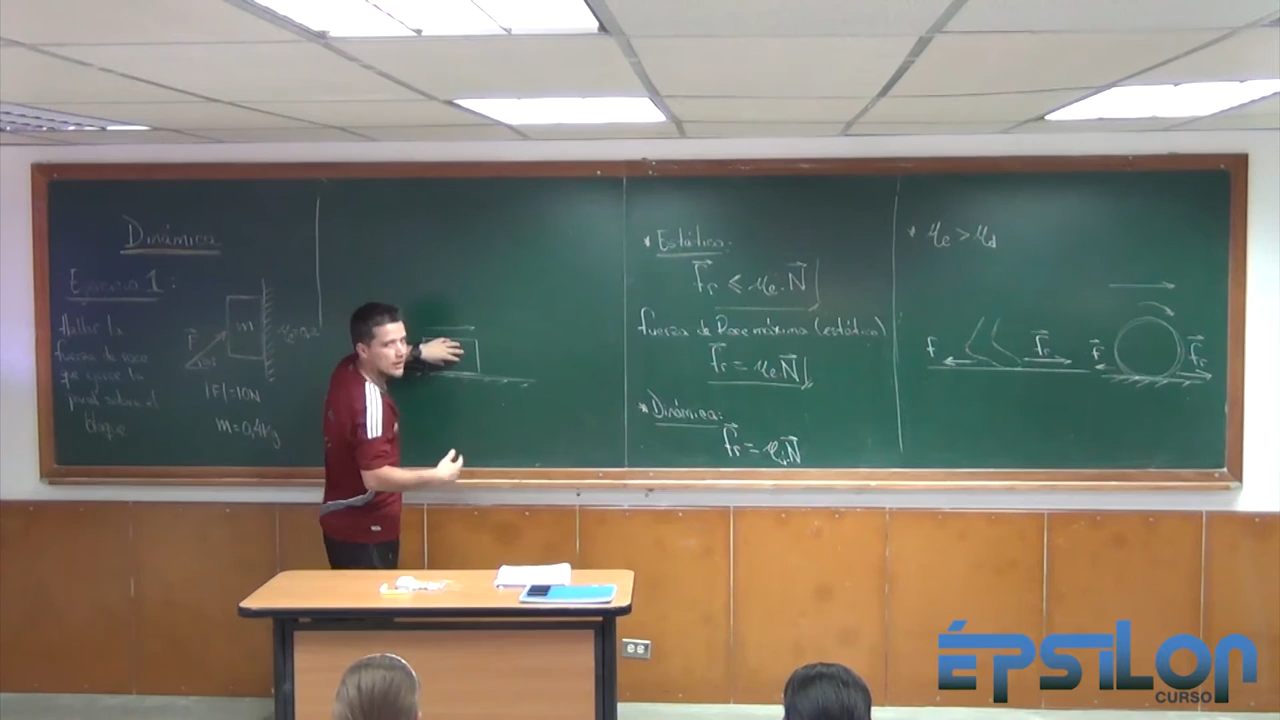 Dinámica
Ejercicio 1:
Hallar la
fuerza de roce
que ejerce la
pared sobre el
bloque
m
F
|F|=10N
m=0,4kg
* Estática:
fr ≤ μe.N
fuerza de Roce máxima (estática)
fr = μe.N
* Dinámica:
fr =
* μe > μd
f
fr
F
fr
ÉPSILON
CURSO